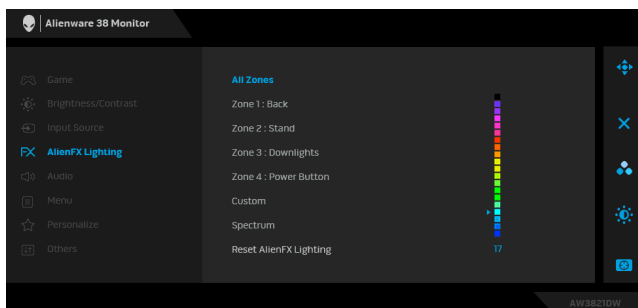 Alienware 38 Monitor
Game
Brightness/Contrast
Input Source
AlienFX Lighting
Audio
Menu
Personalize
Others
All Zones
Zone 1 : Back
Zone 2 : Stand
Zone 3 : Downlights
Zone 4 : Power Button
Custom
Spectrum
Reset AlienFX Lighting
17
AW3821DW